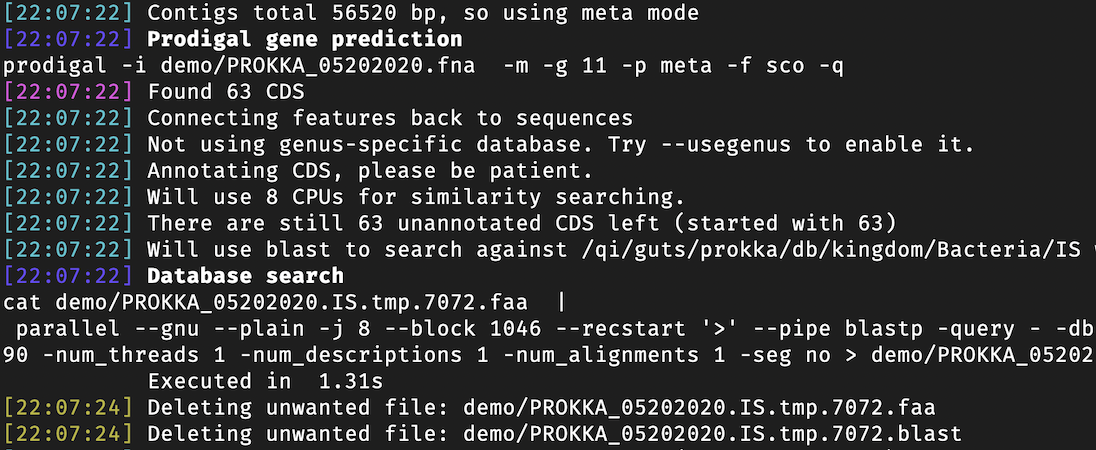 [22:07:22] Contigs total 56520 bp, so using meta mode
[22:07:22] Prodigal gene prediction
prodigal -i demo/PROKKA_05202020.fna  -m -g 11 -p meta -f sco -q
[22:07:22] Found 63 CDS
[22:07:22] Connecting features back to sequences
[22:07:22] Not using genus-specific database. Try --usegenus to enable it.
[22:07:22] Annotating CDS, please be patient.
[22:07:22] Will use 8 CPUs for similarity searching.
[22:07:22] There are still 63 unannotated CDS left (started with 63)
[22:07:22] Will use blast to search against /qi/guts/prokka/db/kingdom/Bacteria/IS
[22:07:22] Database search
cat demo/PROKKA_05202020.IS.tmp.7072.faa  |
 parallel --gnu --plain -j 8 --block 1046 --recstart '>' --pipe blastp -query - -db
90 -num_threads 1 -num_descriptions 1 -num_alignments 1 -seg no > demo/PROKKA_05202
Executed in  1.31s
[22:07:24] Deleting unwanted file: demo/PROKKA_05202020.IS.tmp.7072.faa
[22:07:24] Deleting unwanted file: demo/PROKKA_05202020.IS.tmp.7072.blast